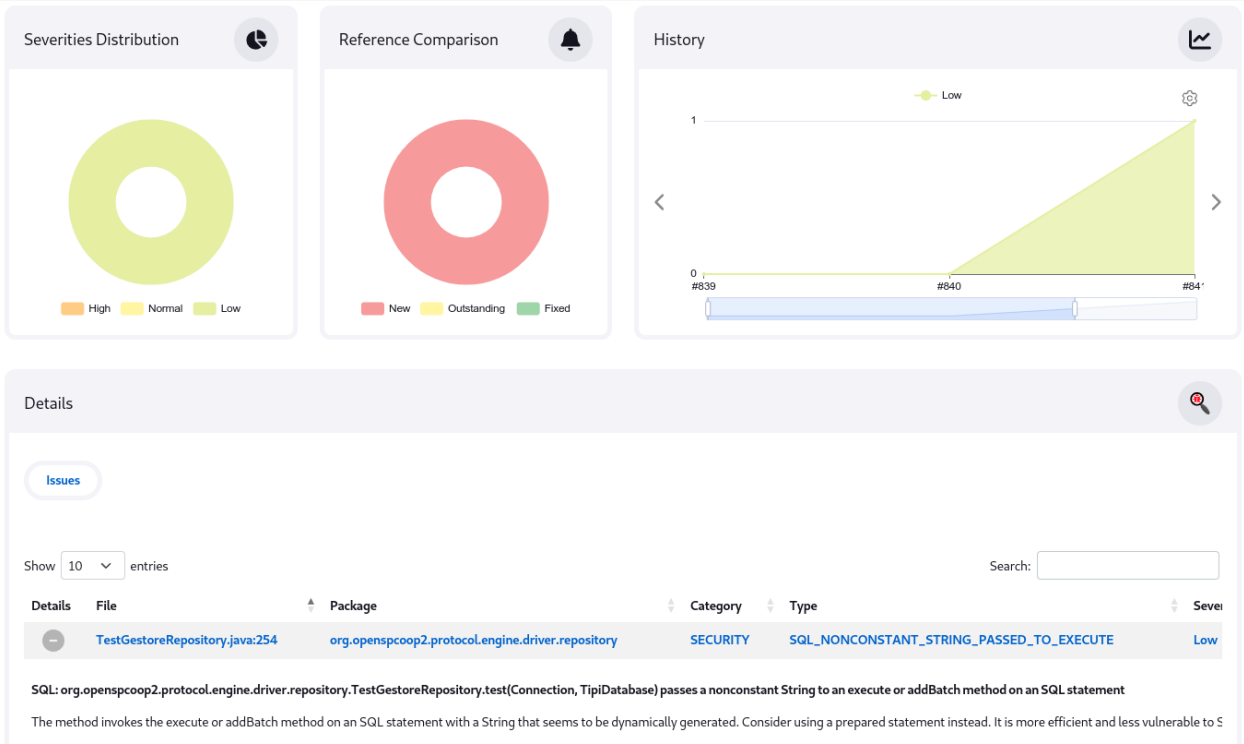 Severities Distribution
Reference Comparison
History
Low
1
0
#839
#840
#841
High
Normal
Low
New
Outstanding
Fixed
Details
Issues
Show 10 entries
Search:
Details File Package Category Type Sever
TestGestoreRepository.java:254 org.openspcoop2.protocol.engine.driver.repository SECURITY SQL_NONCONSTANT_STRING_PASSED_TO_EXECUTE Low
SQL: org.openspcoop2.protocol.engine.driver.repository.TestGestoreRepository.test(Connection, TipiDatabase) passes a nonconstant String to an execute or addBatch method on an SQL statement
The method invokes the execute or addBatch method on an SQL statement with a String that seems to be dynamically generated. Consider using a prepared statement instead. It is more efficient and less vulnerable to